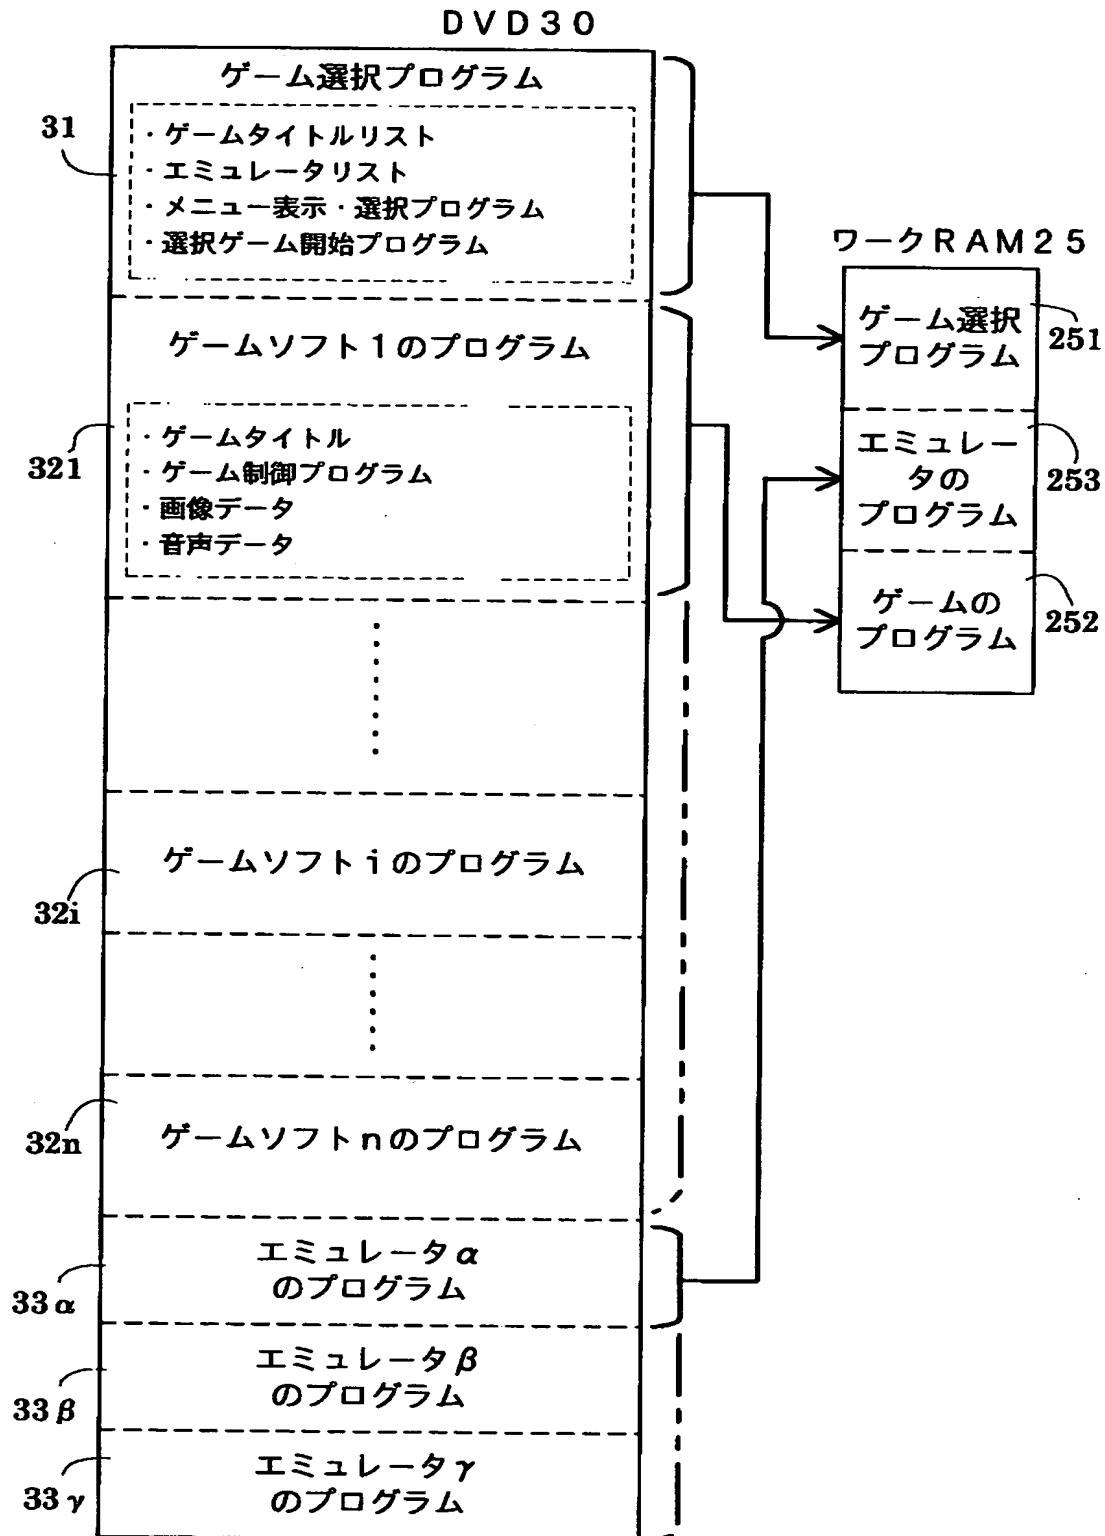 DVD30
ゲーム選択プログラム
31
・ゲームタイトルリスト
・エミュレータリスト
・メニュー表示・選択プログラム
・選択ゲーム開始プログラム
ゲームソフト1のプログラム
321
・ゲームタイトル
・ゲーム制御プログラム
・画像データ
・音声データ
ゲームソフトiのプログラム
32i
ゲームソフトnのプログラム
32n
エミュレータα
のプログラム
33α
エミュレータβ
のプログラム
33β
エミュレータγ
のプログラム
33γ
ワークRAM25
ゲーム選択
プログラム
251
エミュレー
タの
プログラム
253
ゲームの
プログラム
252